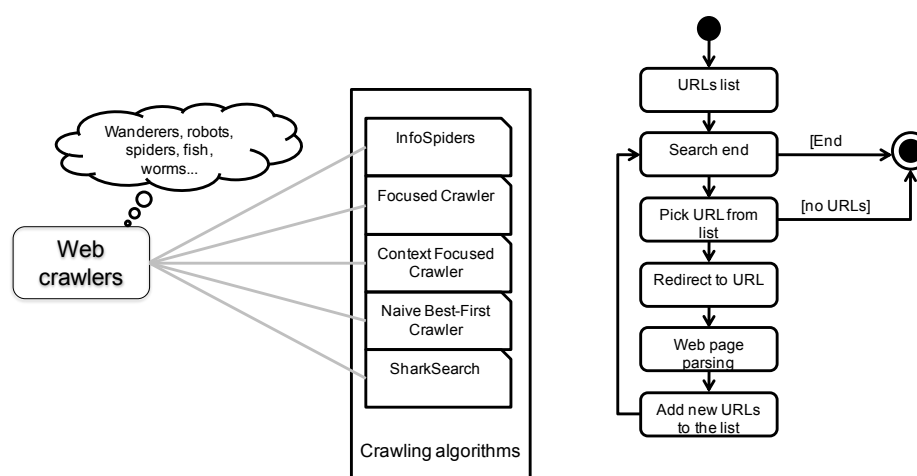 Wanderers, robots,
spiders, fish,
worms...
Web
crawlers
InfoSpiders
Focused Crawler
Context Focused
Crawler
Naive Best-First
Crawler
SharkSearch
Crawling algorithms
URLs list
Search end
[End
Pick URL from
list
[no URLs]
Redirect to URL
Web page
parsing
Add new URLs
to the list